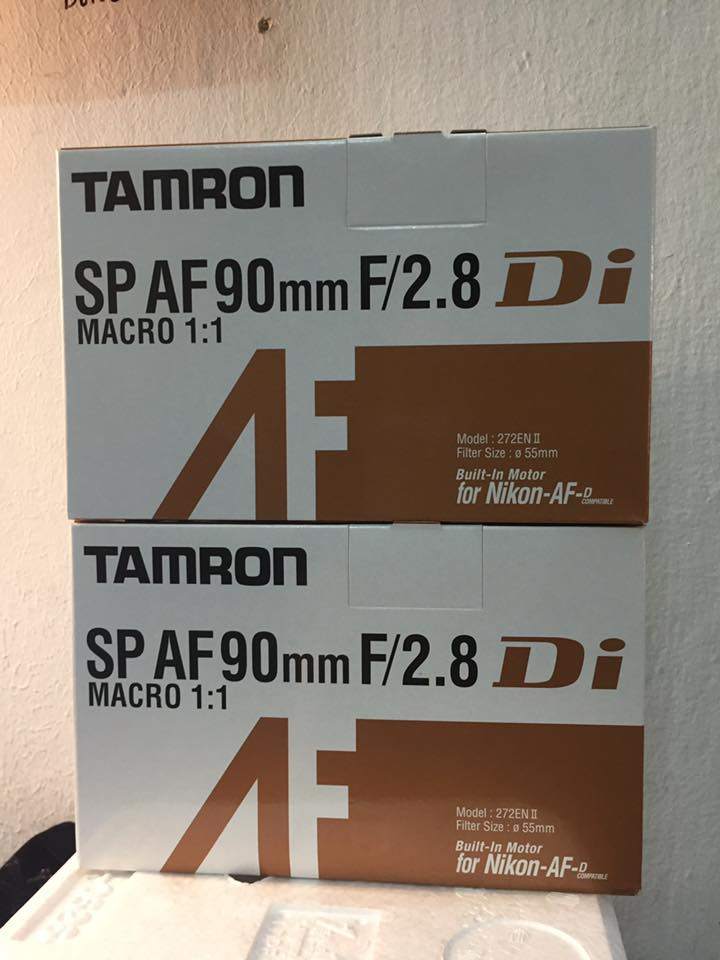 TAMRON
SP AF 90mm F/2.8 Di
MACRO 1:1
AF
Model : 272EN II
Filter Size : ø 55mm
Built-In Motor
for Nikon-AF-D COMPATIBLE
TAMRON
SP AF 90mm F/2.8 Di
MACRO 1:1
AF
Model : 272EN II
Filter Size : ø 55mm
Built-In Motor
for Nikon-AF-D COMPATIBLE